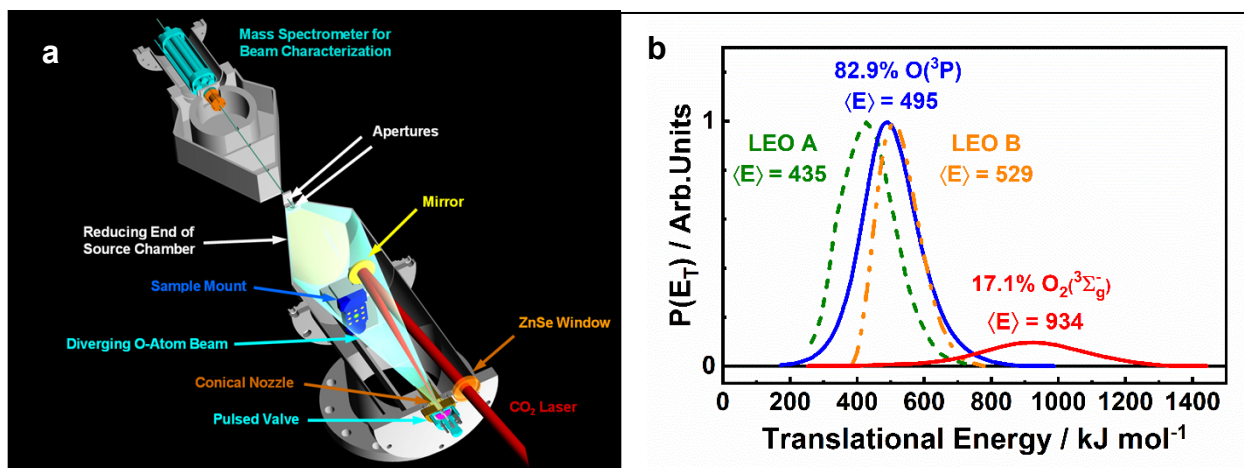 a
Mass Spectrometer for
Beam Characterization
Apertures
Mirror
Reducing End of
Source Chamber
Sample Mount
ZnSe Window
Diverging O-Atom Beam
Conical Nozzle
Pulsed Valve
CO₂ Laser
b
82.9% O(³P)
⟨E⟩ = 495
LEO A
⟨E⟩ = 435
LEO B
⟨E⟩ = 529
17.1% O₂(³Σ⁻g)
⟨E⟩ = 934
P(E_T) / Arb.Units
1
0
0 200 400 600 800 1000 1200 1400
Translational Energy / kJ mol⁻¹